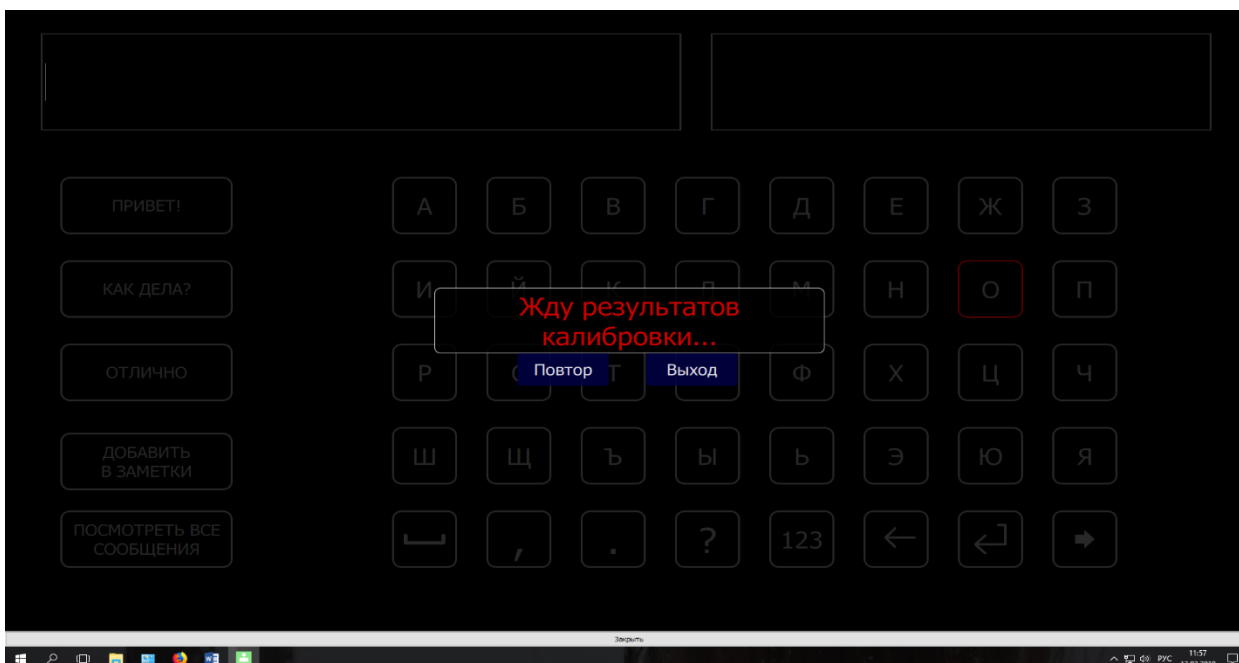 ПРИВЕТ!
А Б В Г Д Е Ж З
КАК ДЕЛА?
И Й К Л М Н О П
Жду результатов
калибровки...
ОТЛИЧНО
Р С Т Ф Х Ц Ч
Повтор Выход
ДОБАВИТЬ
В ЗАМЕТКИ
Ш Щ Ъ Ы Ь Э Ю Я
ПОСМОТРЕТЬ ВСЕ
СООБЩЕНИЯ
, . ? 123
Закрыть
РУС 11:57